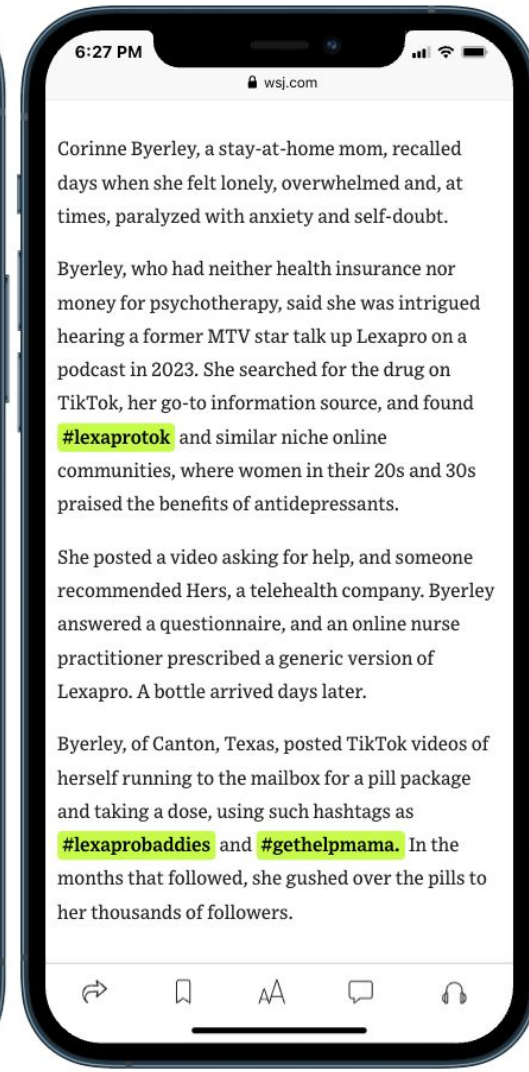 6:27 PM
wsj.com
Corinne Byerley, a stay-at-home mom, recalled
days when she felt lonely, overwhelmed and, at
times, paralyzed with anxiety and self-doubt.
Byerley, who had neither health insurance nor
money for psychotherapy, said she was intrigued
hearing a former MTV star talk up Lexapro on a
podcast in 2023. She searched for the drug on
TikTok, her go-to information source, and found
#lexaprotok and similar niche online
communities, where women in their 20s and 30s
praised the benefits of antidepressants.
She posted a video asking for help, and someone
recommended Hers, a telehealth company. Byerley
answered a questionnaire, and an online nurse
practitioner prescribed a generic version of
Lexapro. A bottle arrived days later.
Byerley, of Canton, Texas, posted TikTok videos of
herself running to the mailbox for a pill package
and taking a dose, using such hashtags as
#lexaprobaddies and #gethelpmama. In the
months that followed, she gushed over the pills to
her thousands of followers.
AA